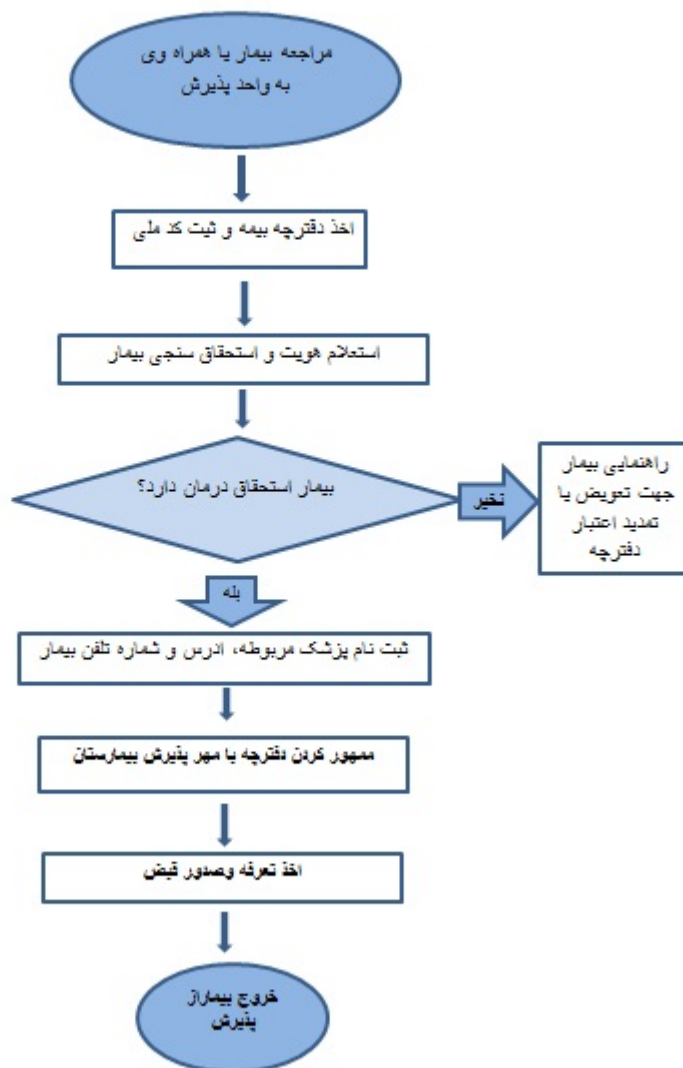 مراجعه بیمار یا همراه وی
به واحد پذیرش
اخذ دفترچه بیمه و ثبت کد ملی
استعلام هویت و استحقاق سنجی بیمار
بیمار استحقاق درمان دارد؟
نخیر
راهنمایی بیمار
جهت تعویض یا
تمدید اعتبار
دفترچه
بله
ثبت نام پزشک مربوطه، ادرس و شماره تلفن بیمار
ممهور کردن دفترچه با مهر پذیرش بیمارستان
اخذ تعرفه وصدور قبض
خروج بیماراز
پذیرش